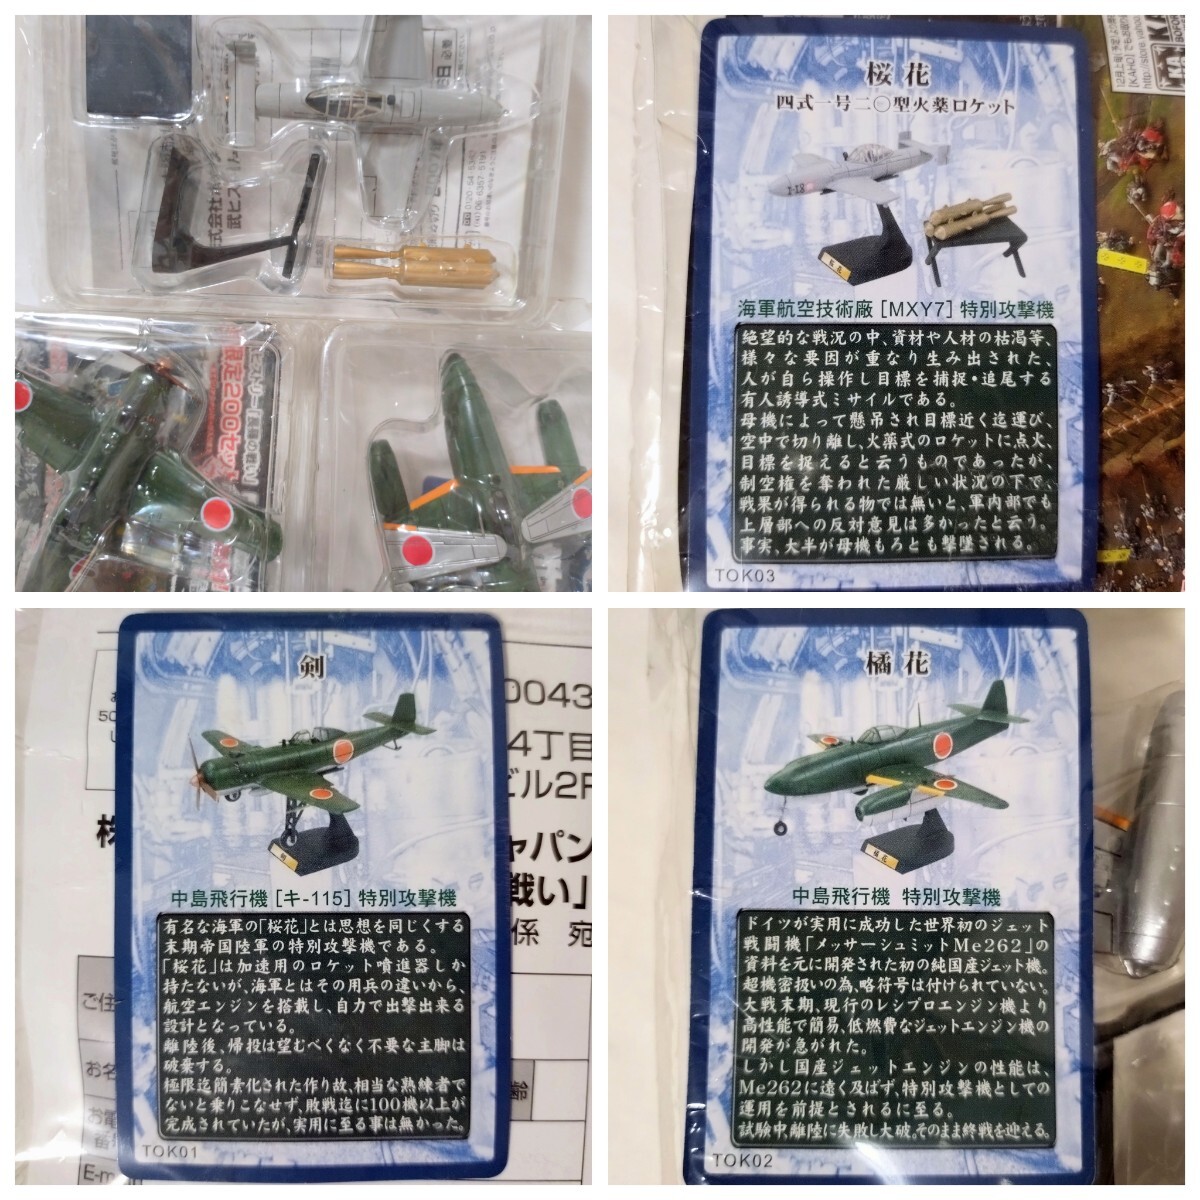 限定200セット
桜花
四式一号二〇型火薬ロケット
I-18
桜花
海軍航空技術廠 [MXY7] 特別攻撃機
絶望的な戦況の中、資材や人材の枯渇等、
様々な要因が重なり生み出された、
人が自ら操作し目標を捕捉・追尾する
有人誘導式ミサイルである。
母機によって懸吊され目標近く迄運び、
空中で切り離し、火薬式のロケットに点火、
目標を捉えると云うものであったが、
制空権を奪われた厳しい状況の下で、
戦果が得られる物では無いと、軍内部でも
上層部への反対意見は多かったと云う。
事実、大半が母機もろとも撃墜される。
TOK03
剣
剣
中島飛行機 [キ-115] 特別攻撃機
有名な海軍の「桜花」とは思想を同じくする
末期帝国陸軍の特別攻撃機である。
「桜花」は加速用のロケット噴進器しか
持たないが、海軍とはその用兵の違いから、
航空エンジンを搭載し、自力で出撃出来る
設計となっている。
離陸後、帰投は望むべくなく不要な主脚は
破棄する。
極限迄簡素化された作り故、相当な熟練者で
ないと乗りこなせず、敗戦迄に100機以上が
完成されていたが、実用に至る事は無かった。
TOK01
0043
4丁目
ビル2F
ャパン
戦い」
係 宛
ご住
お名
齢
お電
E-m
橘花
橘花
中島飛行機 特別攻撃機
ドイツが実用に成功した世界初のジェット
戦闘機「メッサーシュミットMe262」の
資料を元に開発された初の純国産ジェット機。
超機密扱いの為、略符号は付けられていない。
大戦末期、現行のレシプロエンジン機より
高性能で簡易、低燃費なジェットエンジン機の
開発が急がれた。
しかし国産ジェットエンジンの性能は、
Me262に遠く及ばず、特別攻撃機としての
運用を前提とされるに至る。
試験中、離陸に失敗し大破。そのまま終戦を迎える。
TOK02